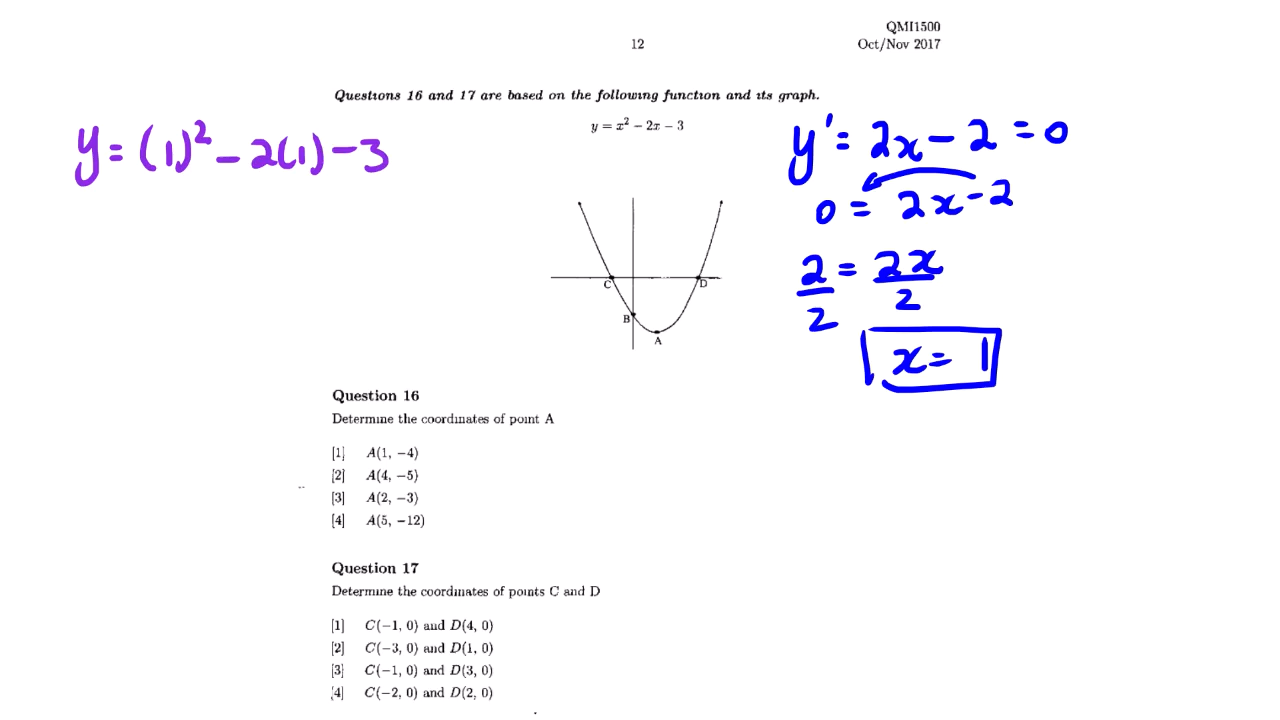 QMI1500
12
Oct/Nov 2017
Questions 16 and 17 are based on the following function and its graph.
y = x² − 2x − 3
y = (1)² − 2(1) − 3
y' = 2x − 2 = 0
0 = 2x − 2
2/2 = 2x/2
x = 1
C
D
B
A
Question 16
Determine the coordinates of point A
[1] A(1, −4)
[2] A(4, −5)
[3] A(2, −3)
[4] A(5, −12)
Question 17
Determine the coordinates of points C and D
[1] C(−1, 0) and D(4, 0)
[2] C(−3, 0) and D(1, 0)
[3] C(−1, 0) and D(3, 0)
[4] C(−2, 0) and D(2, 0)